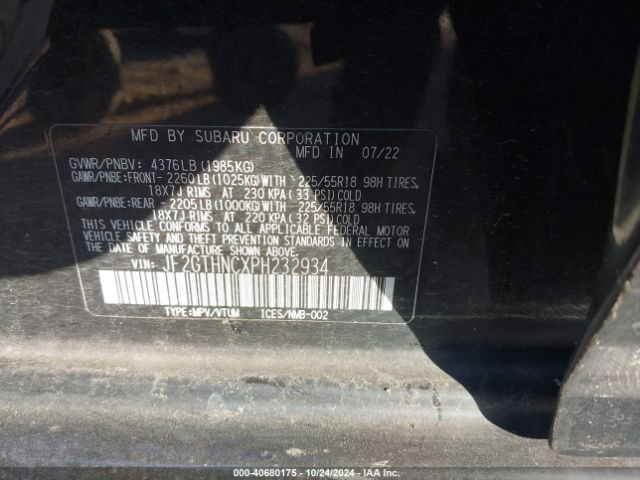 MFD BY SUBARU CORPORATION
MFD IN 07/22
GVWR/PNBV: 4376LB(1985KG)
GAWR/PNBE:FRONT- 2260LB(1025KG)WITH 225/55R18 98H TIRES,
18X7J RIMS AT 230 KPA(33 PSI)COLD
GAWR/PNBE:REAR - 2205LB(1000KG)WITH 225/55R18 98H TIRES,
18X7J RIMS AT 220 KPA(32 PSI)COLD
THIS VEHICLE CONFORMS TO ALL APPLICABLE FEDERAL MOTOR
VEHICLE SAFETY AND BUMPER STANDARDS IN EFFECT ON THE
DATE OF MANUFACTURE SHOWN ABOVE.
VIN: JF2GTHNCXPH232934
TYPE:MPV/VTUM ICES/NMB-002
000-40680175 - 10/24/2024 - IAA